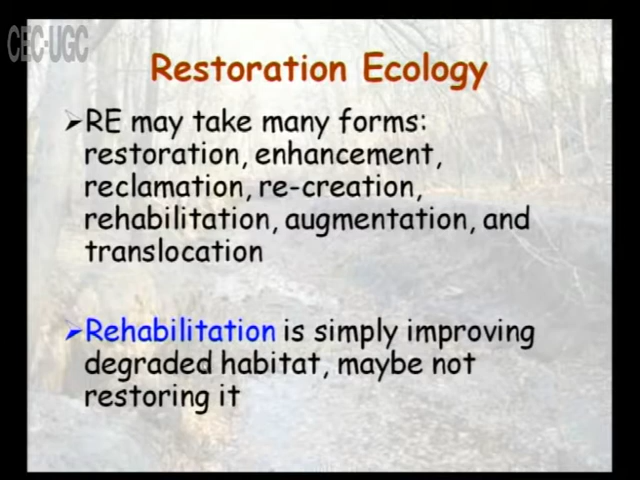 CEC-UGC
Restoration Ecology
➢RE may take many forms:
restoration, enhancement,
reclamation, re-creation,
rehabilitation, augmentation, and
translocation
➢Rehabilitation is simply improving
degraded habitat, maybe not
restoring it